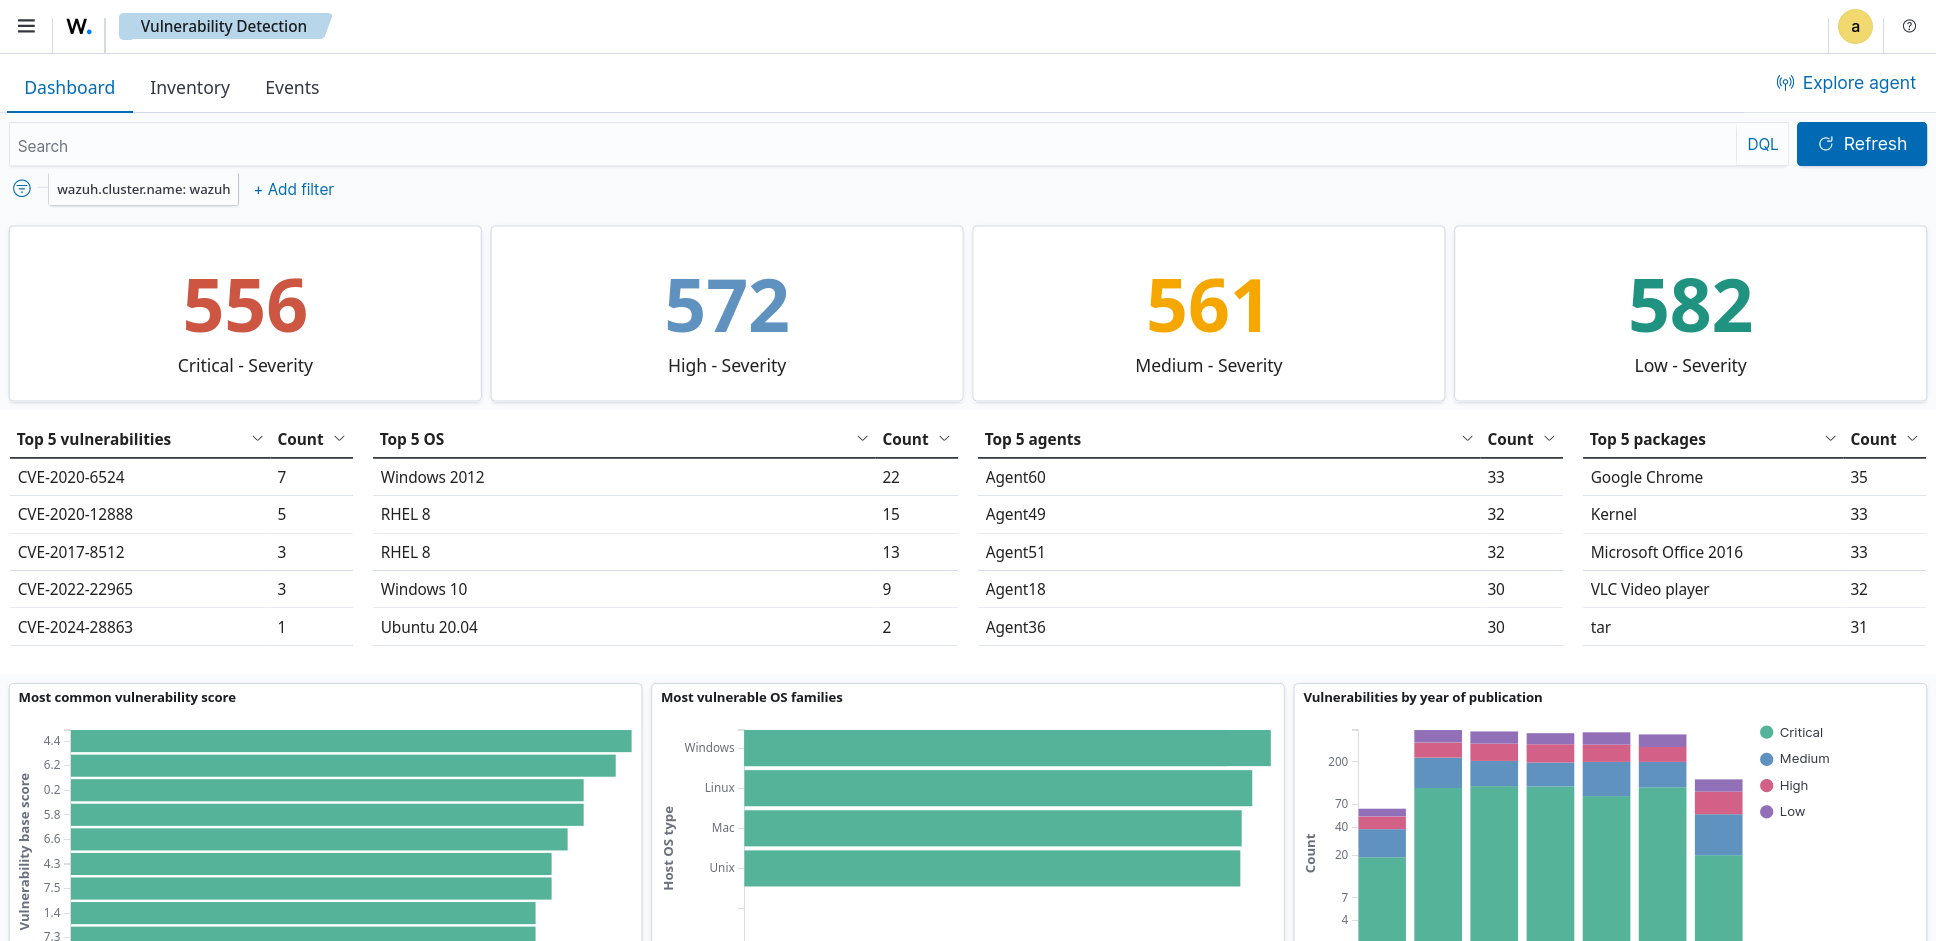 W. Vulnerability Detection a
Dashboard Inventory Events Explore agent
Search DQL Refresh
wazuh.cluster.name: wazuh + Add filter
556 572 561 582
Critical - Severity High - Severity Medium - Severity Low - Severity
Top 5 vulnerabilities Count Top 5 OS Count Top 5 agents Count Top 5 packages Count
CVE-2020-6524 7 Windows 2012 22 Agent60 33 Google Chrome 35
CVE-2020-12888 5 RHEL 8 15 Agent49 32 Kernel 33
CVE-2017-8512 3 RHEL 8 13 Agent51 32 Microsoft Office 2016 33
CVE-2022-22965 3 Windows 10 9 Agent18 30 VLC Video player 32
CVE-2024-28863 1 Ubuntu 20.04 2 Agent36 30 tar 31
Most common vulnerability score
Vulnerability base score
4.4
6.2
0.2
5.8
6.6
4.3
7.5
1.4
7.3
Most vulnerable OS families
Host OS type
Windows
Linux
Mac
Unix
Vulnerabilities by year of publication
Count
200
70
40
20
7
4
Critical
Medium
High
Low